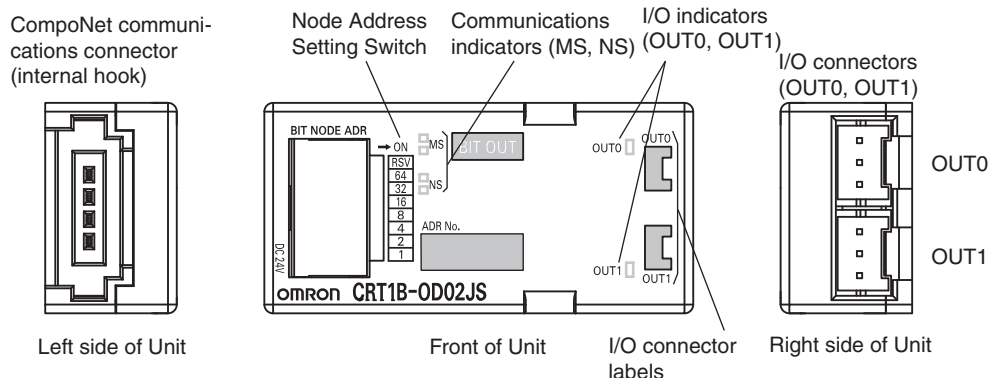 CompoNet communi-
cations connector
(internal hook)
Node Address
Setting Switch
Communications
indicators (MS, NS)
I/O indicators
(OUT0, OUT1)
I/O connectors
(OUT0, OUT1)
BIT NODE ADR
ON
RSV
64
32
16
8
4
2
1
MS
NS
BIT OUT
ADR No.
DC 24V
OUT0
OUT0
OUT1
OUT1
omron CRT1B-OD02JS
OUT0
OUT1
Left side of Unit
Front of Unit
I/O connector
labels
Right side of Unit